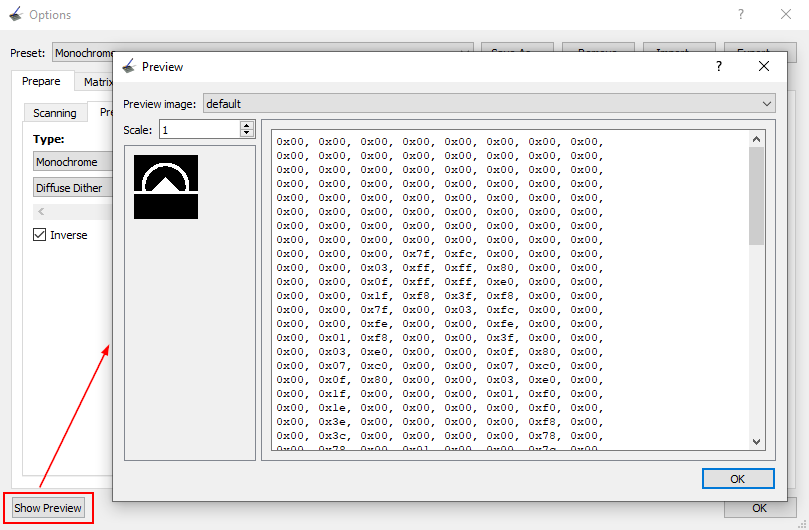 Options
?
Preset: Monochrome
Preview
?
Prepare
Matrix
Preview image: default
Scanning
Scale: 1
Type:
Monochrome
Diffuse Dither
<
Inverse
0x00, 0x00, 0x00, 0x00, 0x00, 0x00, 0x00, 0x00,
0x00, 0x00, 0x00, 0x00, 0x00, 0x00, 0x00, 0x00,
0x00, 0x00, 0x00, 0x00, 0x00, 0x00, 0x00, 0x00,
0x00, 0x00, 0x00, 0x00, 0x00, 0x00, 0x00, 0x00,
0x00, 0x00, 0x00, 0x00, 0x00, 0x00, 0x00, 0x00,
0x00, 0x00, 0x00, 0x00, 0x00, 0x00, 0x00, 0x00,
0x00, 0x00, 0x00, 0x00, 0x00, 0x00, 0x00, 0x00,
0x00, 0x00, 0x00, 0x00, 0x00, 0x00, 0x00, 0x00,
0x00, 0x00, 0x00, 0x7f, 0xfc, 0x00, 0x00, 0x00,
0x00, 0x00, 0x03, 0xff, 0xff, 0x80, 0x00, 0x00,
0x00, 0x00, 0x0f, 0xff, 0xff, 0xe0, 0x00, 0x00,
0x00, 0x00, 0x1f, 0xf8, 0x3f, 0xf8, 0x00, 0x00,
0x00, 0x00, 0x7f, 0x00, 0x03, 0xfc, 0x00, 0x00,
0x00, 0x00, 0xfe, 0x00, 0x00, 0xfe, 0x00, 0x00,
0x00, 0x01, 0xf8, 0x00, 0x00, 0x3f, 0x00, 0x00,
0x00, 0x03, 0xe0, 0x00, 0x00, 0x0f, 0x80, 0x00,
0x00, 0x07, 0xc0, 0x00, 0x00, 0x07, 0xc0, 0x00,
0x00, 0x0f, 0x80, 0x00, 0x00, 0x03, 0xe0, 0x00,
0x00, 0x1f, 0x00, 0x00, 0x00, 0x01, 0xf0, 0x00,
0x00, 0x1e, 0x00, 0x00, 0x00, 0x00, 0xf0, 0x00,
0x00, 0x3e, 0x00, 0x00, 0x00, 0x00, 0xf8, 0x00,
0x00, 0x3c, 0x00, 0x00, 0x00, 0x00, 0x78, 0x00,
0x00, 0x78, 0x00, 0x01, 0x00, 0x00, 0x7c, 0x00,
OK
Show Preview
OK